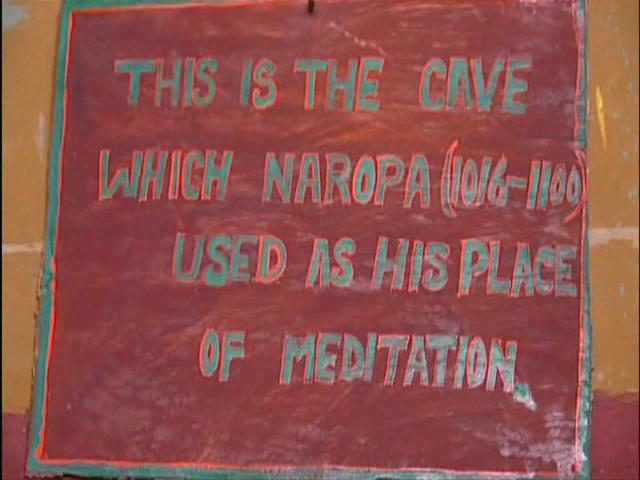 THIS IS THE CAVE
WHICH NAROPA (1016-1100)
USED AS HIS PLACE
OF MEDITATION.